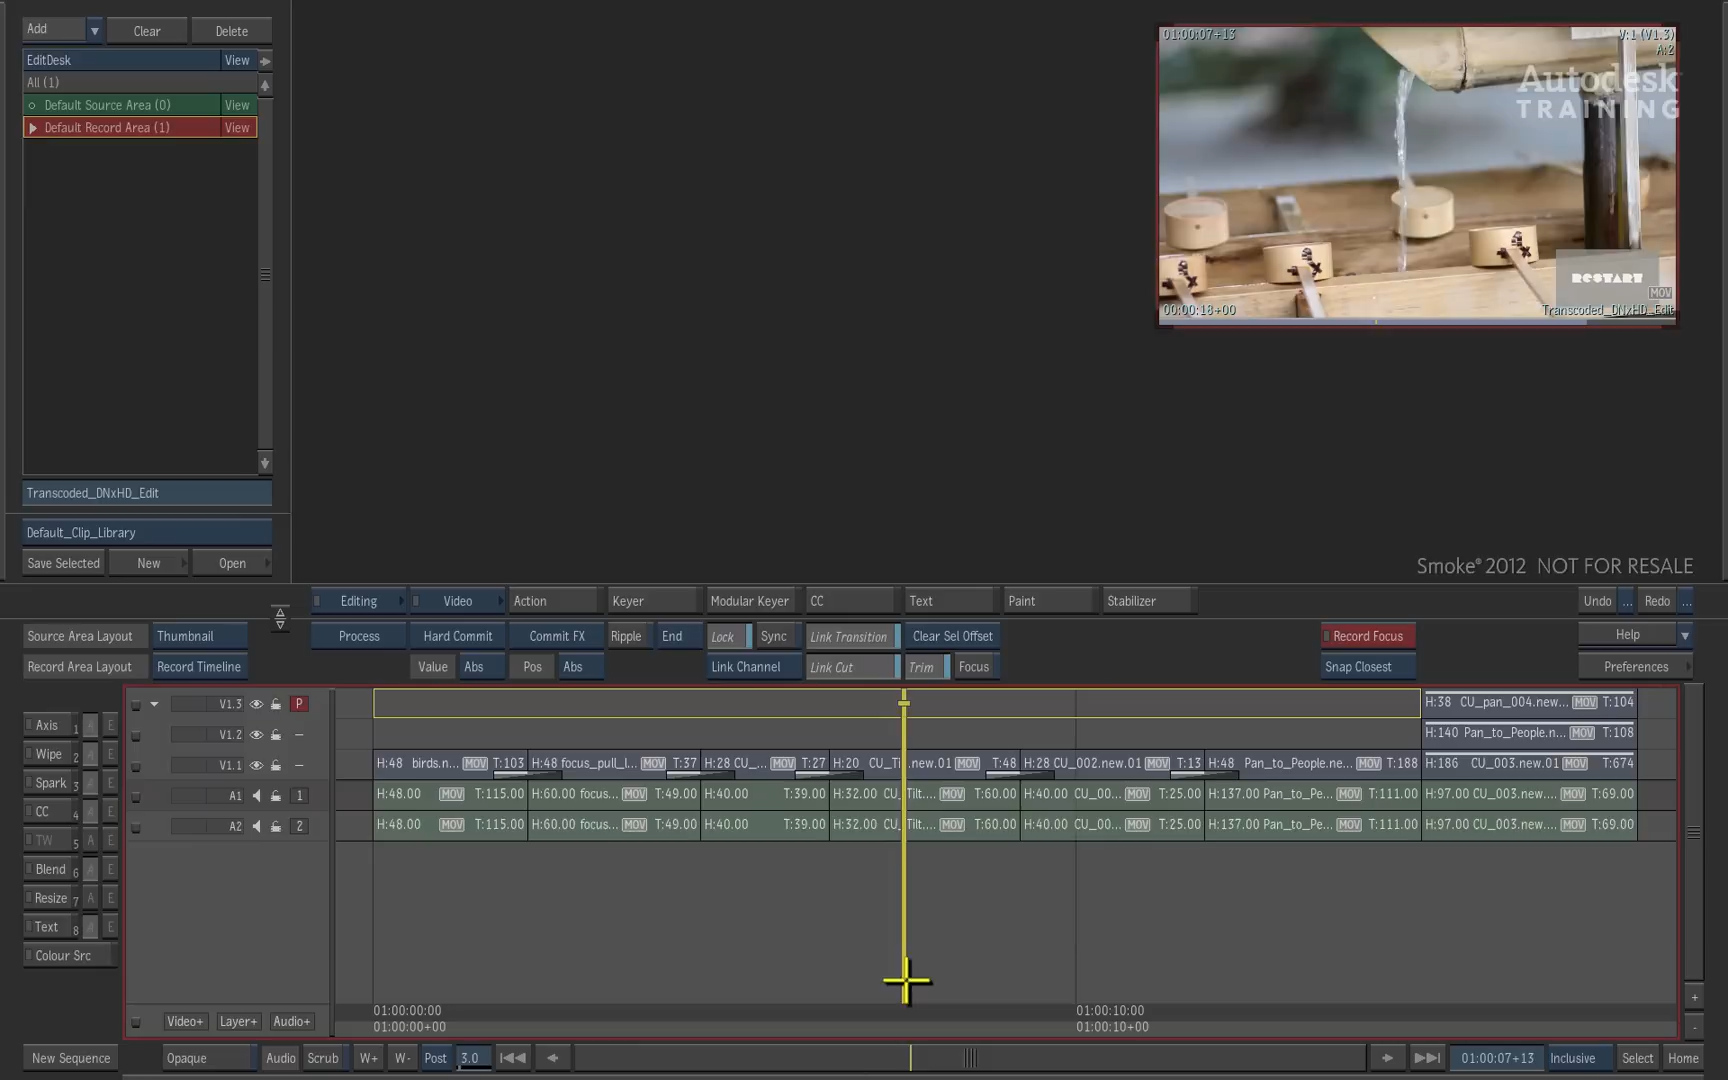 Add Clear Delete
EditDesk View
All (1)
Default Source Area (0) View
Default Record Area (1) View
Transcoded_DNxHD_Edit
Default_Clip_Library
Save Selected New Open
01:00:07+13 V:1 (V1.3)
A:2
Autodesk
TRAINING
RESTART
MOV
00:00:18+00 Transcoded_DNxHD_Edit
Smoke® 2012 NOT FOR RESALE
Editing Video Action Keyer Modular Keyer CC Text Paint Stabilizer Undo ... Redo ...
Source Area Layout Thumbnail Process Hard Commit Commit FX Ripple End Lock Sync Link Transition Clear Sel Offset Record Focus Help
Record Area Layout Record Timeline Value Abs Pos Abs Link Channel Link Cut Trim Focus Snap Closest Preferences
V1.3 P H:38 CU_pan_004.new... MOV T:104
V1.2 H:140 Pan_to_People.n... MOV T:108
V1.1 H:48 birds.n... MOV T:103 H:48 focus_pull_l... MOV T:37 H:28 CU_... MOV T:27 H:20 CU_Ti .new.01 MOV T:48 H:28 CU_002.new.01 MOV T:13 H:48 Pan_to_People.ne... MOV T:188 H:186 CU_003.new.01 MOV T:674
A1 1 H:48.00 MOV T:115.00 H:60.00 focus... MOV T:49.00 H:40.00 MOV T:39.00 H:32.00 CU_Tilt.... MOV T:60.00 H:40.00 CU_00... MOV T:25.00 H:137.00 Pan_to_Pe... MOV T:111.00 H:97.00 CU_003.new.... MOV T:69.00
A2 2 H:48.00 MOV T:115.00 H:60.00 focus... MOV T:49.00 H:40.00 MOV T:39.00 H:32.00 CU_Tilt.... MOV T:60.00 H:40.00 CU_00... MOV T:25.00 H:137.00 Pan_to_Pe... MOV T:111.00 H:97.00 CU_003.new.... MOV T:69.00
Axis 1 A E
Wipe 2 A E
Spark 3 A E
CC 4 A E
TW 5 A E
Blend 6 A E
Resize 7 A E
Text 8 A E
Colour Src
01:00:00:00 01:00:10:00
01:00:00+00 01:00:10+00
Video+ Layer+ Audio+
New Sequence Opaque Audio Scrub W+ W- Post 3.0 01:00:07+13 Inclusive Select Home